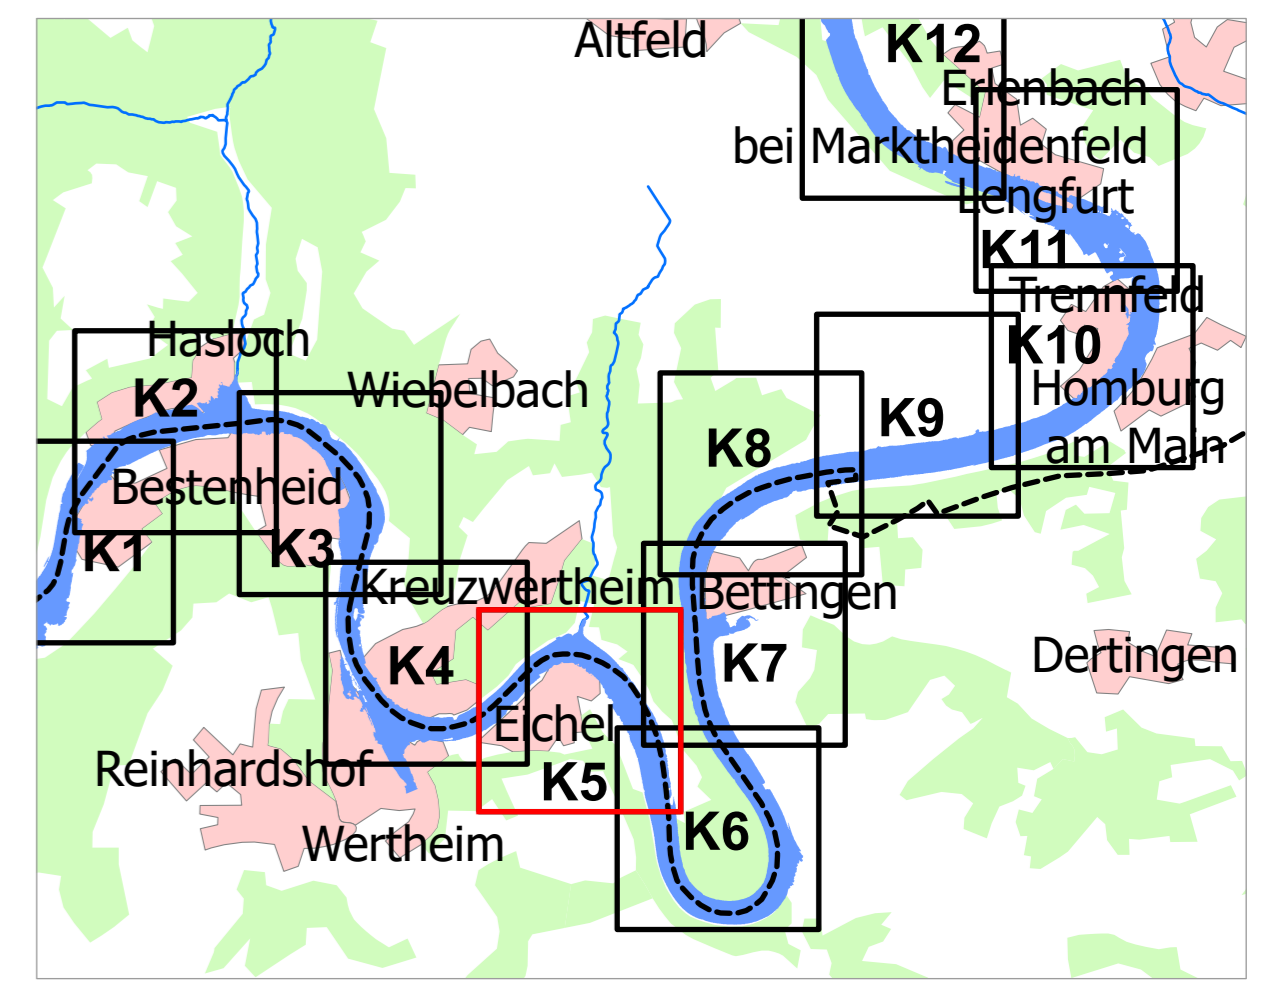 Altfeld
K12
Erlenbach
bei Marktheidenfeld
Lengfurt
K11
Trennfeld
K10
Hasloch
Wiebelbach
Homburg
am Main
K2
K9
K8
Bestenheid
K1
K3
Kreuzwertheim
Bettingen
K4
K7
Dertingen
Eichel
Reinhardshof
K5
Wertheim
K6